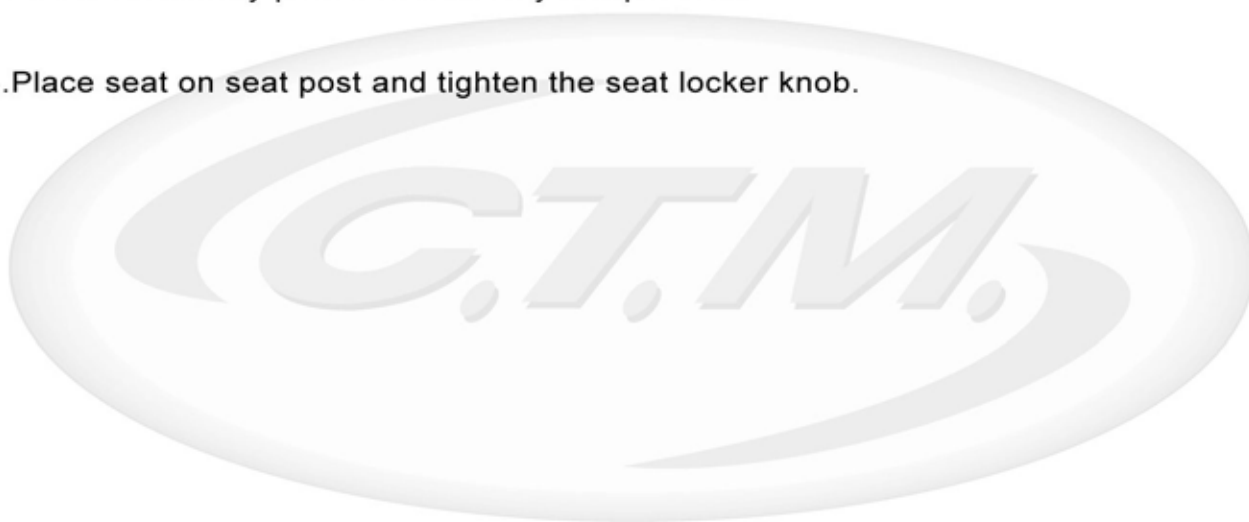 .Place seat on seat post and tighten the seat locker knob.
C.T.M.